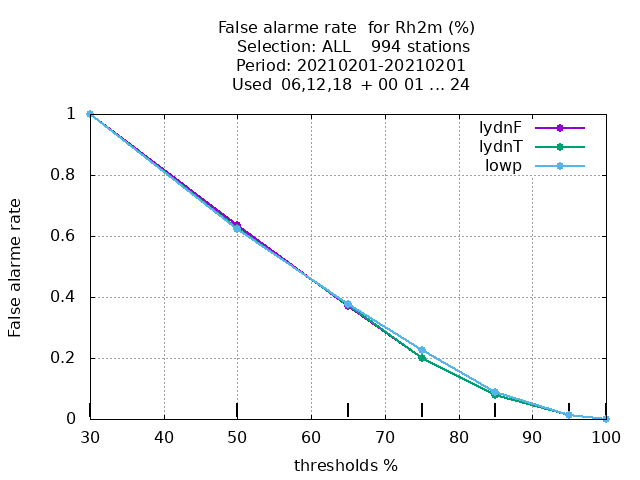 False alarme rate  for Rh2m (%)
Selection: ALL    994 stations
Period: 20210201-20210201
Used  06,12,18  + 00 01 ... 24
lydnF
lydnT
lowp
False alarme rate
1
0.8
0.6
0.4
0.2
0
30 40 50 60 70 80 90 100
thresholds %